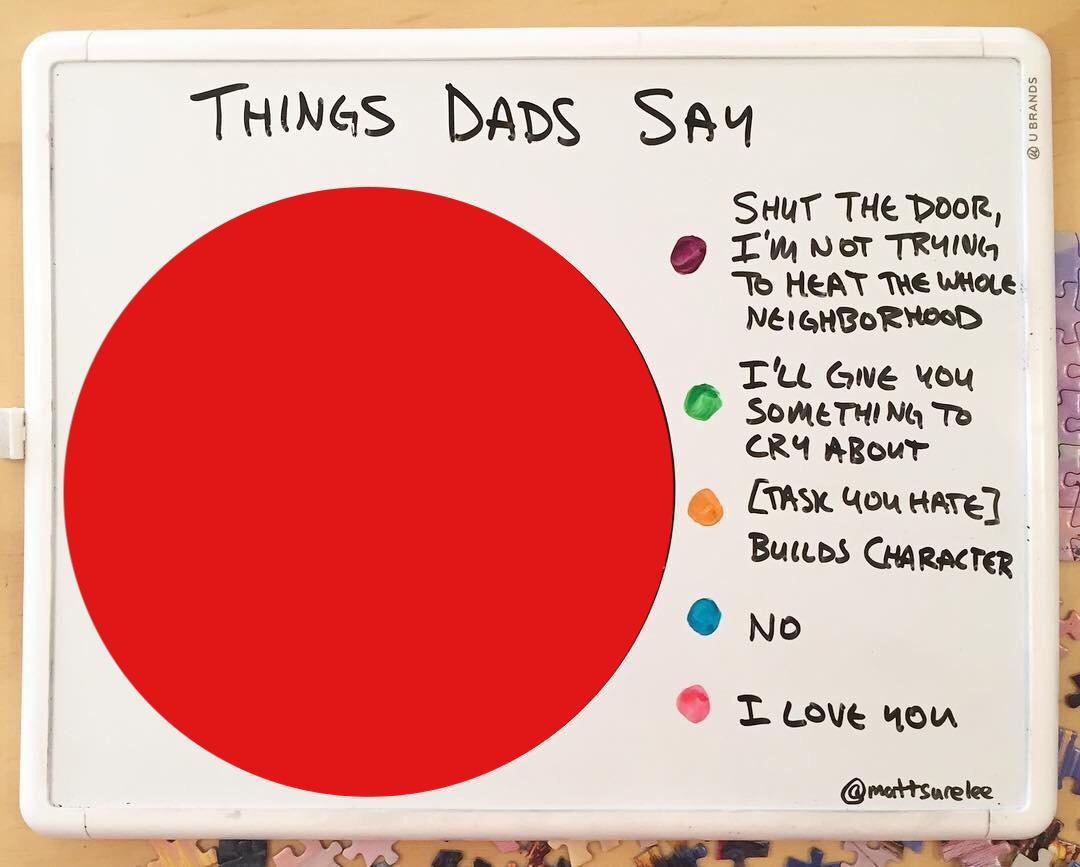 THINGS DADS SAY
U BRANDS
SHUT THE DOOR,
I'M NOT TRYING
TO HEAT THE WHOLE
NEIGHBORHOOD
I'LL GIVE YOU
SOMETHING TO
CRY ABOUT
[TASK YOU HATE]
BUILDS CHARACTER
NO
I LOVE YOU
@mattsurelee